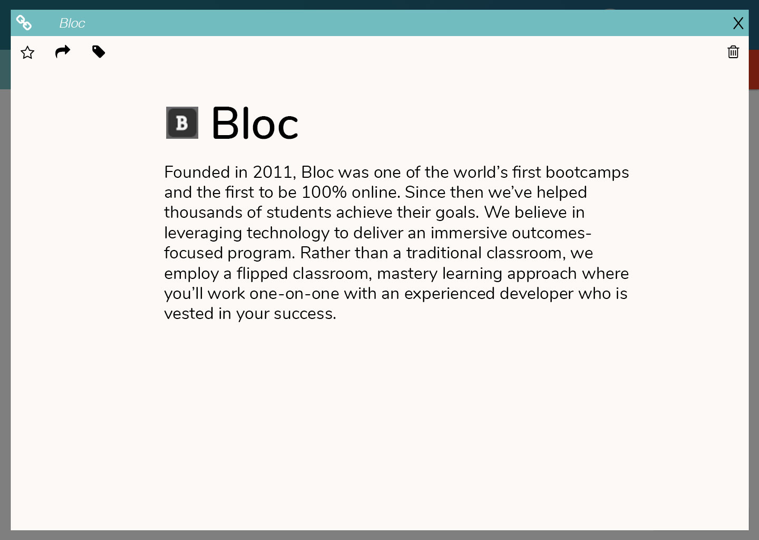 Bloc
X
B Bloc
Founded in 2011, Bloc was one of the world's first bootcamps
and the first to be 100% online. Since then we've helped
thousands of students achieve their goals. We believe in
leveraging technology to deliver an immersive outcomes-
focused program. Rather than a traditional classroom, we
employ a flipped classroom, mastery learning approach where
you'll work one-on-one with an experienced developer who is
vested in your success.